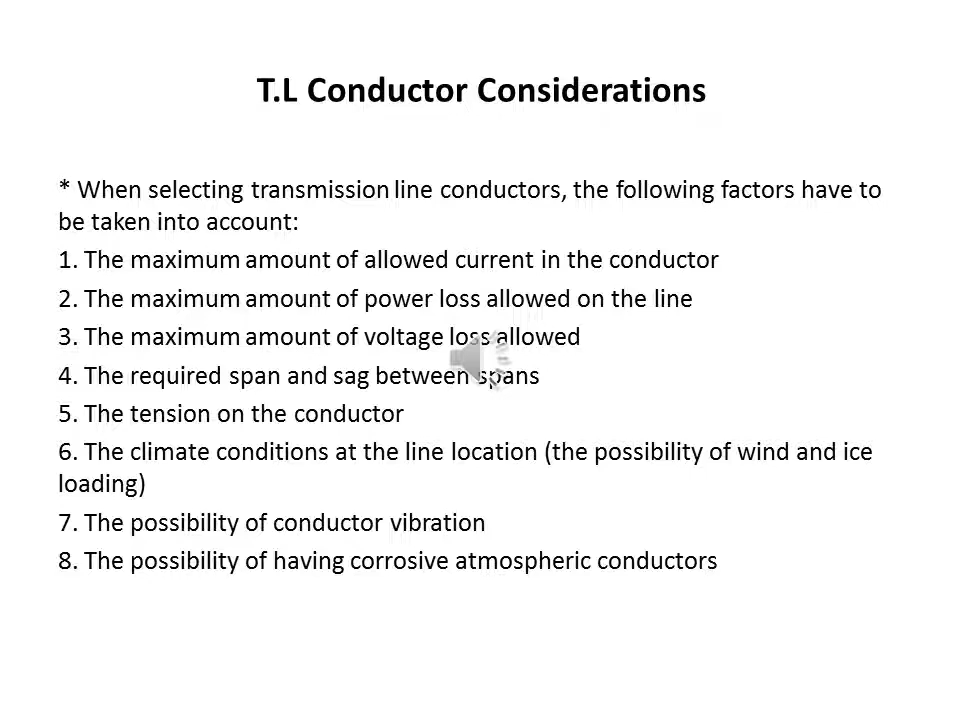 T.L Conductor Considerations
* When selecting transmission line conductors, the following factors have to
be taken into account:
1. The maximum amount of allowed current in the conductor
2. The maximum amount of power loss allowed on the line
3. The maximum amount of voltage loss allowed
4. The required span and sag between spans
5. The tension on the conductor
6. The climate conditions at the line location (the possibility of wind and ice
loading)
7. The possibility of conductor vibration
8. The possibility of having corrosive atmospheric conductors